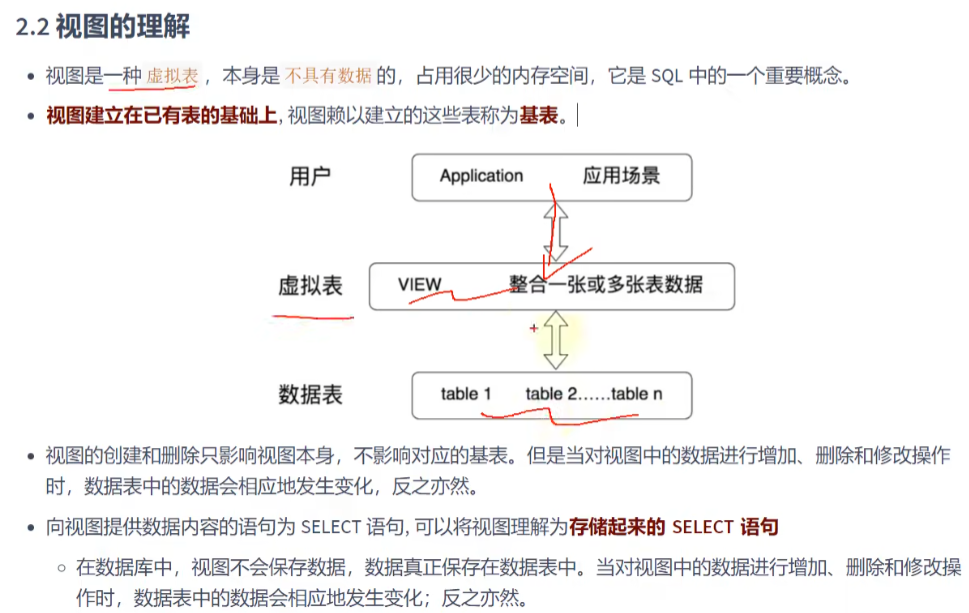 2.2 视图的理解
视图是一种 虚拟表 ，本身是 不具有数据 的，占用很少的内存空间，它是 SQL 中的一个重要概念。
视图建立在已有表的基础上, 视图赖以建立的这些表称为基表。
用户 Application 应用场景
虚拟表 VIEW 整合一张或多张表数据
数据表 table 1 table 2......table n
视图的创建和删除只影响视图本身，不影响对应的基表。但是当对视图中的数据进行增加、删除和修改操作
时，数据表中的数据会相应地发生变化，反之亦然。
向视图提供数据内容的语句为 SELECT 语句, 可以将视图理解为存储起来的 SELECT 语句
在数据库中，视图不会保存数据，数据真正保存在数据表中。当对视图中的数据进行增加、删除和修改操
作时，数据表中的数据会相应地发生变化；反之亦然。